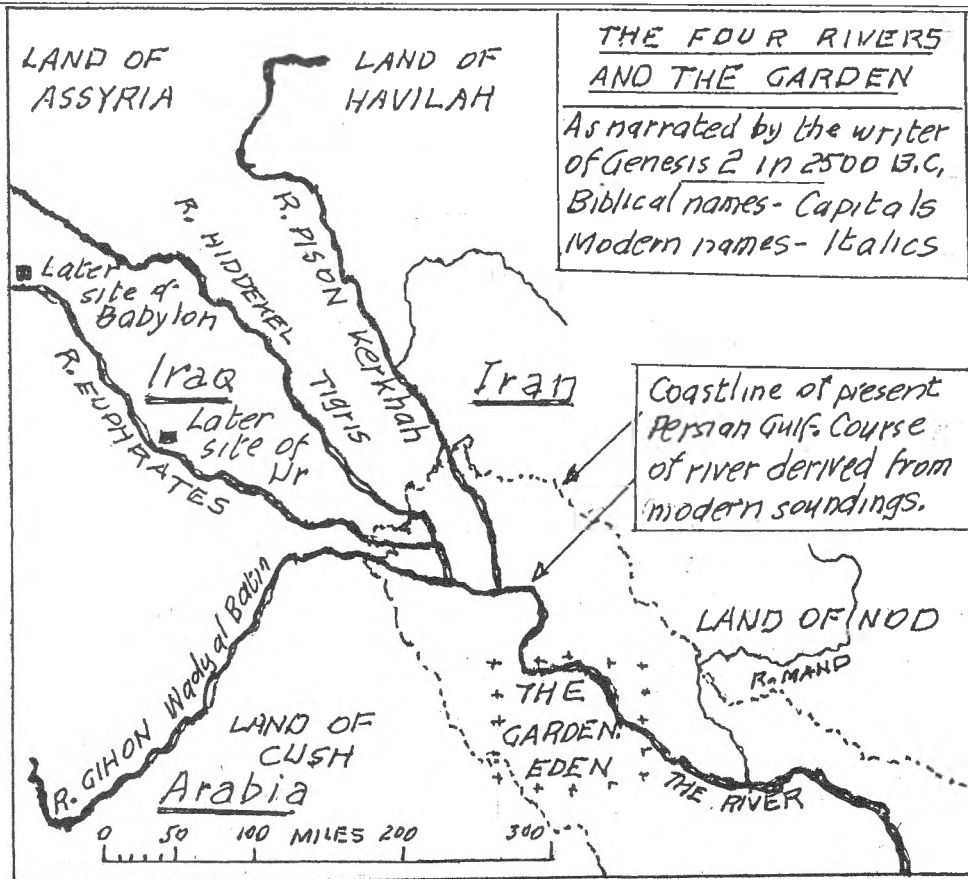 THE FOUR RIVERS
AND THE GARDEN
As narrated by the writer
of Genesis 2 in 2500 B.C.
Biblical names - Capitals
Modern names - Italics
LAND OF
ASSYRIA
LAND OF
HAVILAH
R. PISON Kerkhah
R. HIDDEKEL Tigris
Later
site of
Babylon
Iraq
Iran
R. EUPHRATES
Later
site of
Ur
Coastline of present
Persian Gulf. Course
of river derived from
modern soundings.
LAND OF NOD
R. MAND
R. GIHON Wady al Batin
THE
GARDEN
EDEN
THE RIVER
LAND OF
CUSH
Arabia
0 50 100 MILES 200 300